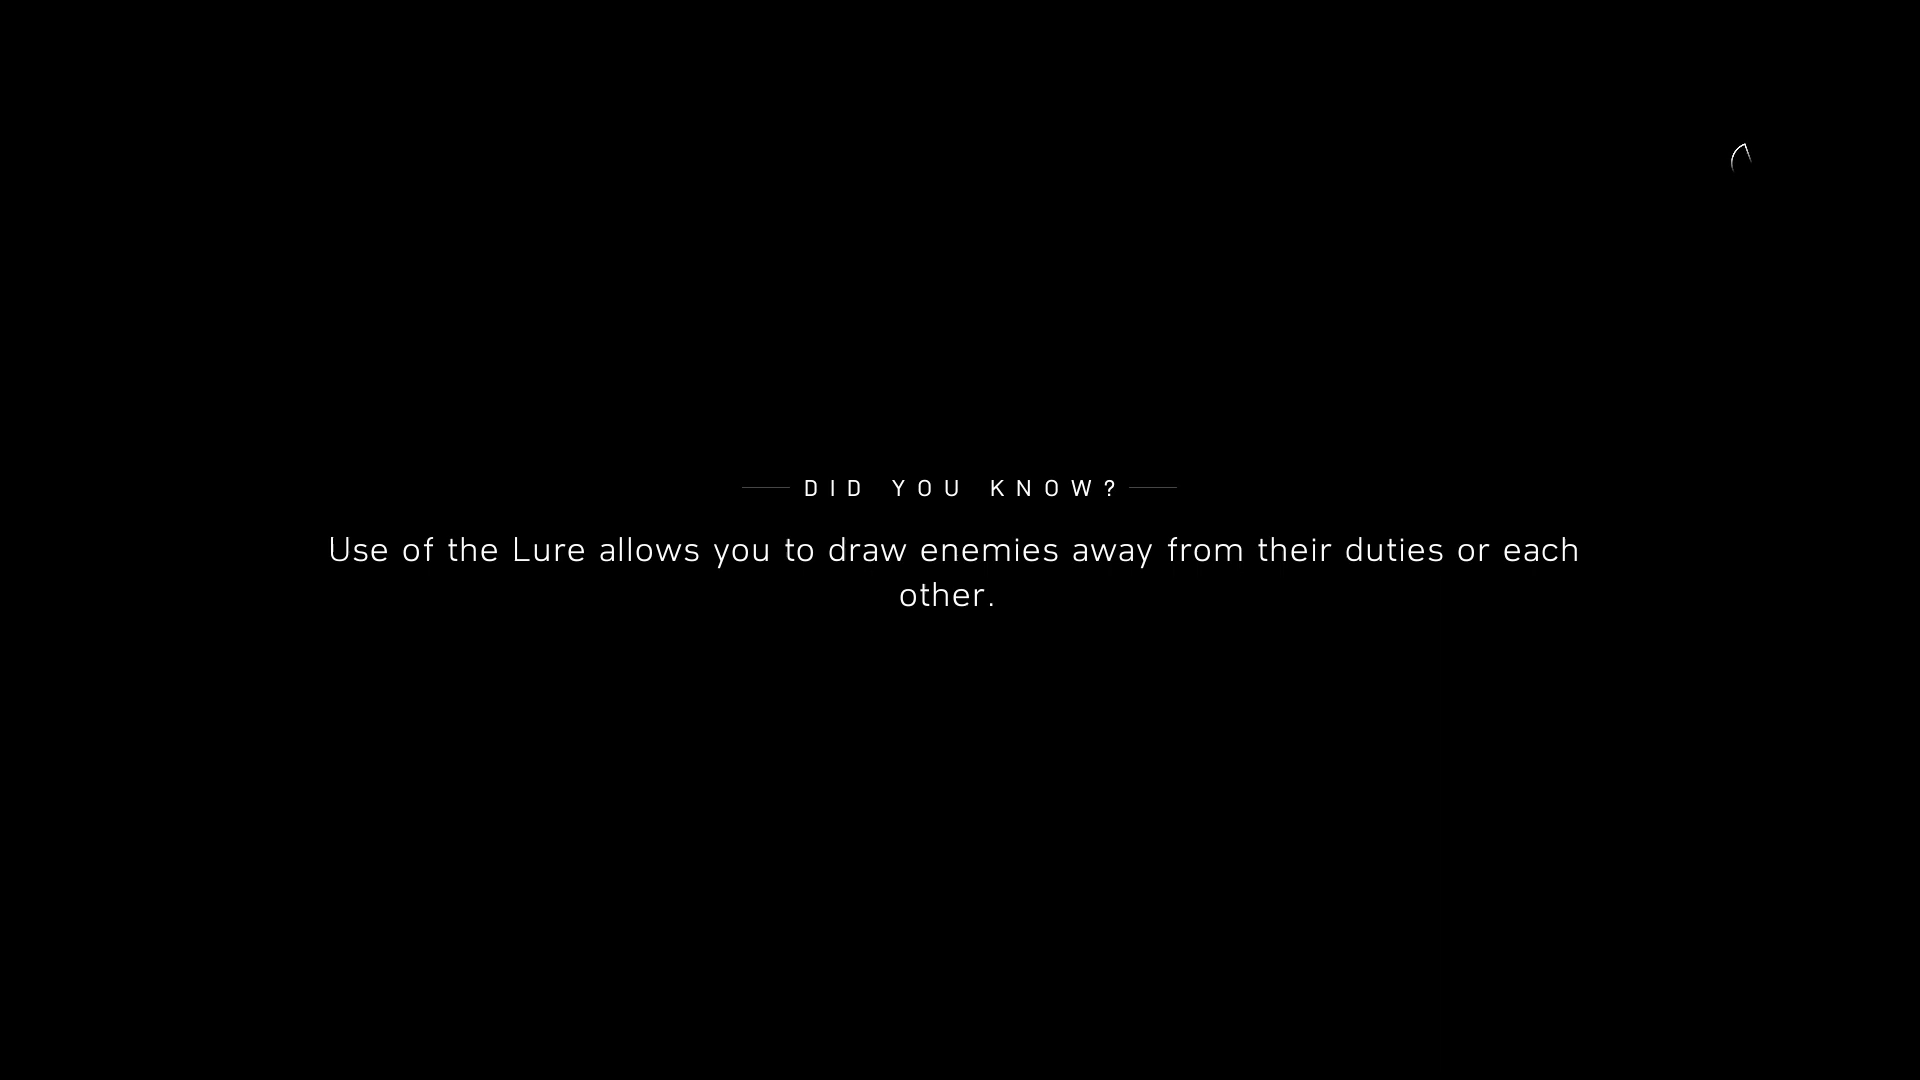 DID YOU KNOW?
Use of the Lure allows you to draw enemies away from their duties or each
other.